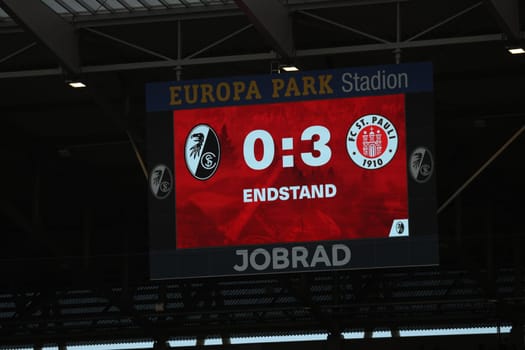 EUROPA PARK Stadion
0:3
FC ST. PAULI
1910
ENDSTAND
JOBRAD